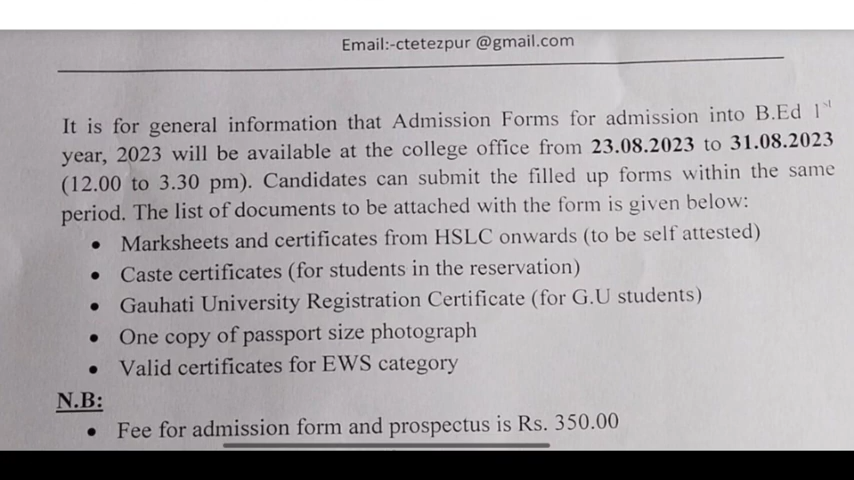 Email:-ctetezpur @gmail.com
It is for general information that Admission Forms for admission into B.Ed 1st
year, 2023 will be available at the college office from 23.08.2023 to 31.08.2023
(12.00 to 3.30 pm). Candidates can submit the filled up forms within the same
period. The list of documents to be attached with the form is given below:
• Marksheets and certificates from HSLC onwards (to be self attested)
• Caste certificates (for students in the reservation)
• Gauhati University Registration Certificate (for G.U students)
• One copy of passport size photograph
• Valid certificates for EWS category
N.B:
• Fee for admission form and prospectus is Rs. 350.00